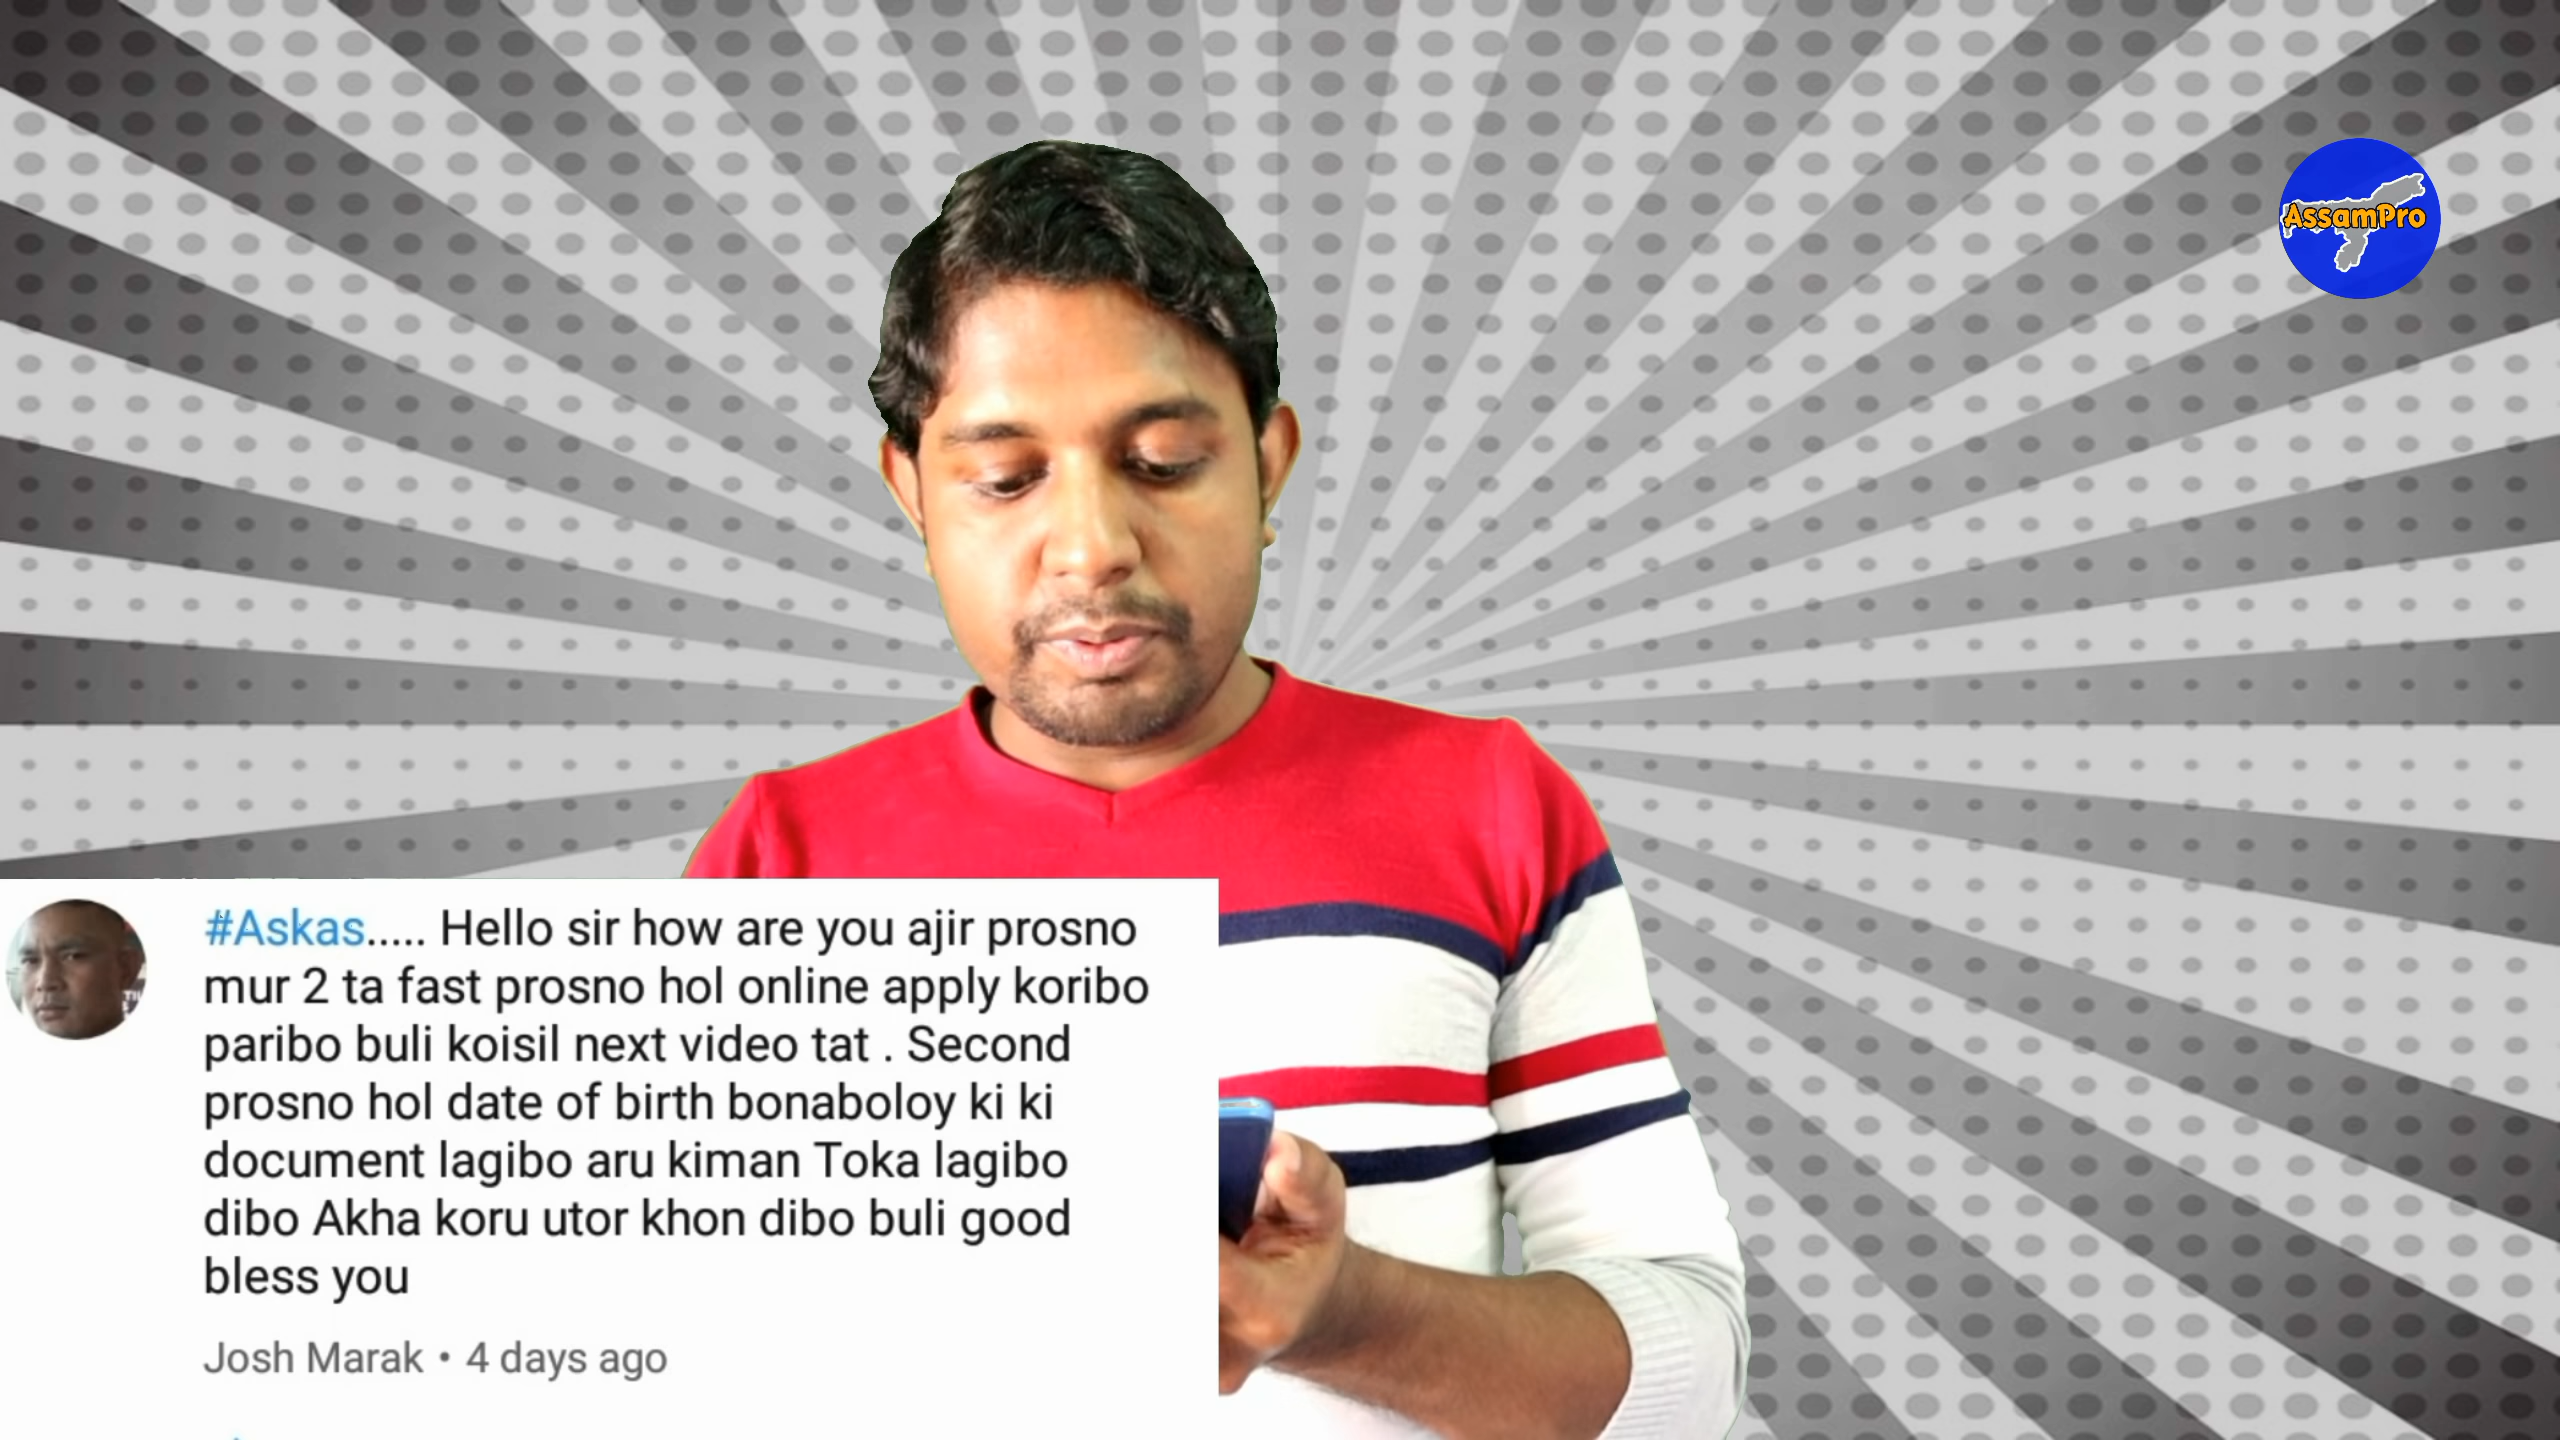 AssamPro
#Askas..... Hello sir how are you ajir prosno
mur 2 ta fast prosno hol online apply koribo
paribo buli koisil next video tat . Second
prosno hol date of birth bonaboloy ki ki
document lagibo aru kiman Toka lagibo
dibo Akha koru utor khon dibo buli good
bless you
Josh Marak • 4 days ago